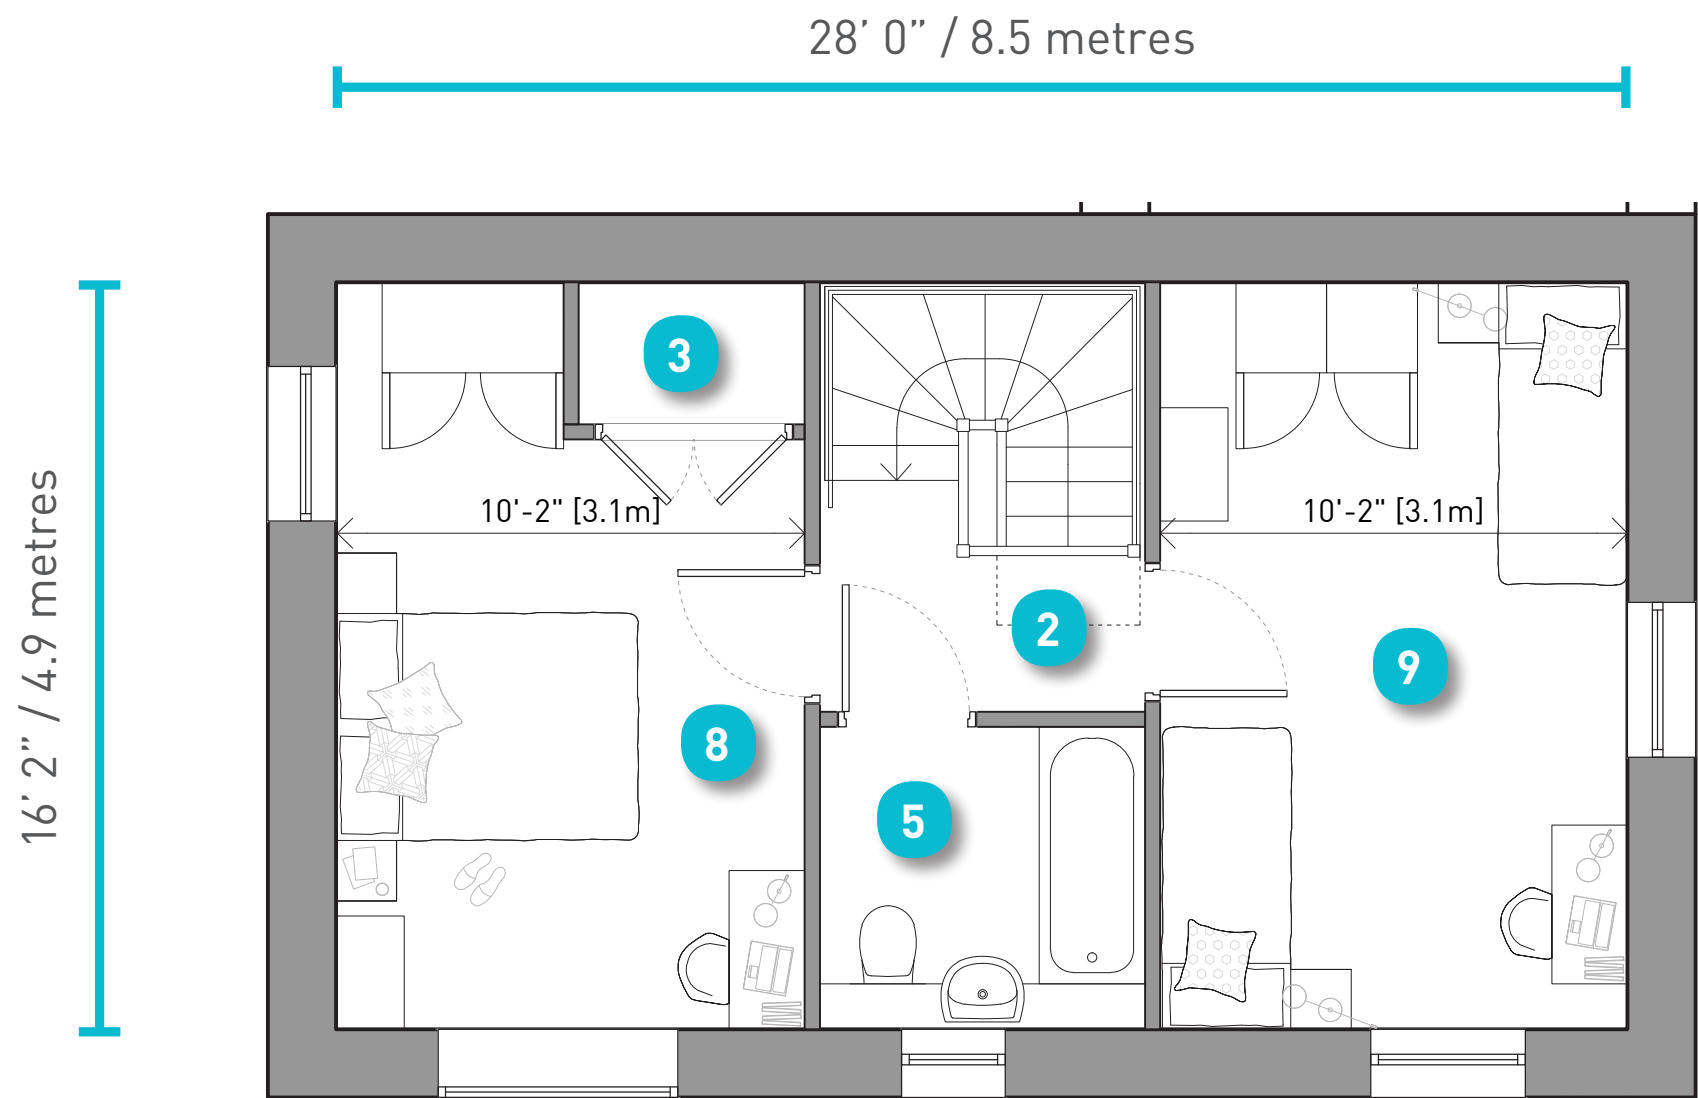 28’ 0” / 8.5 metres
16’ 2” / 4.9 metres
3
10'-2" [3.1m]
10'-2" [3.1m]
2
9
8
5